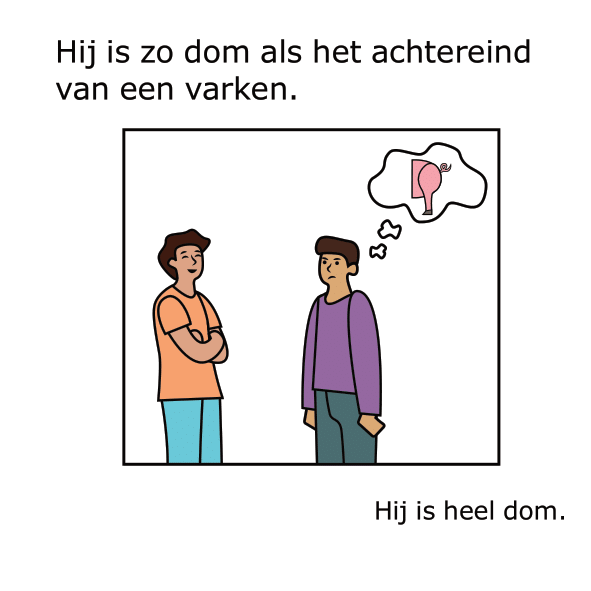 Hij is zo dom als het achtereind
van een varken.
Hij is heel dom.